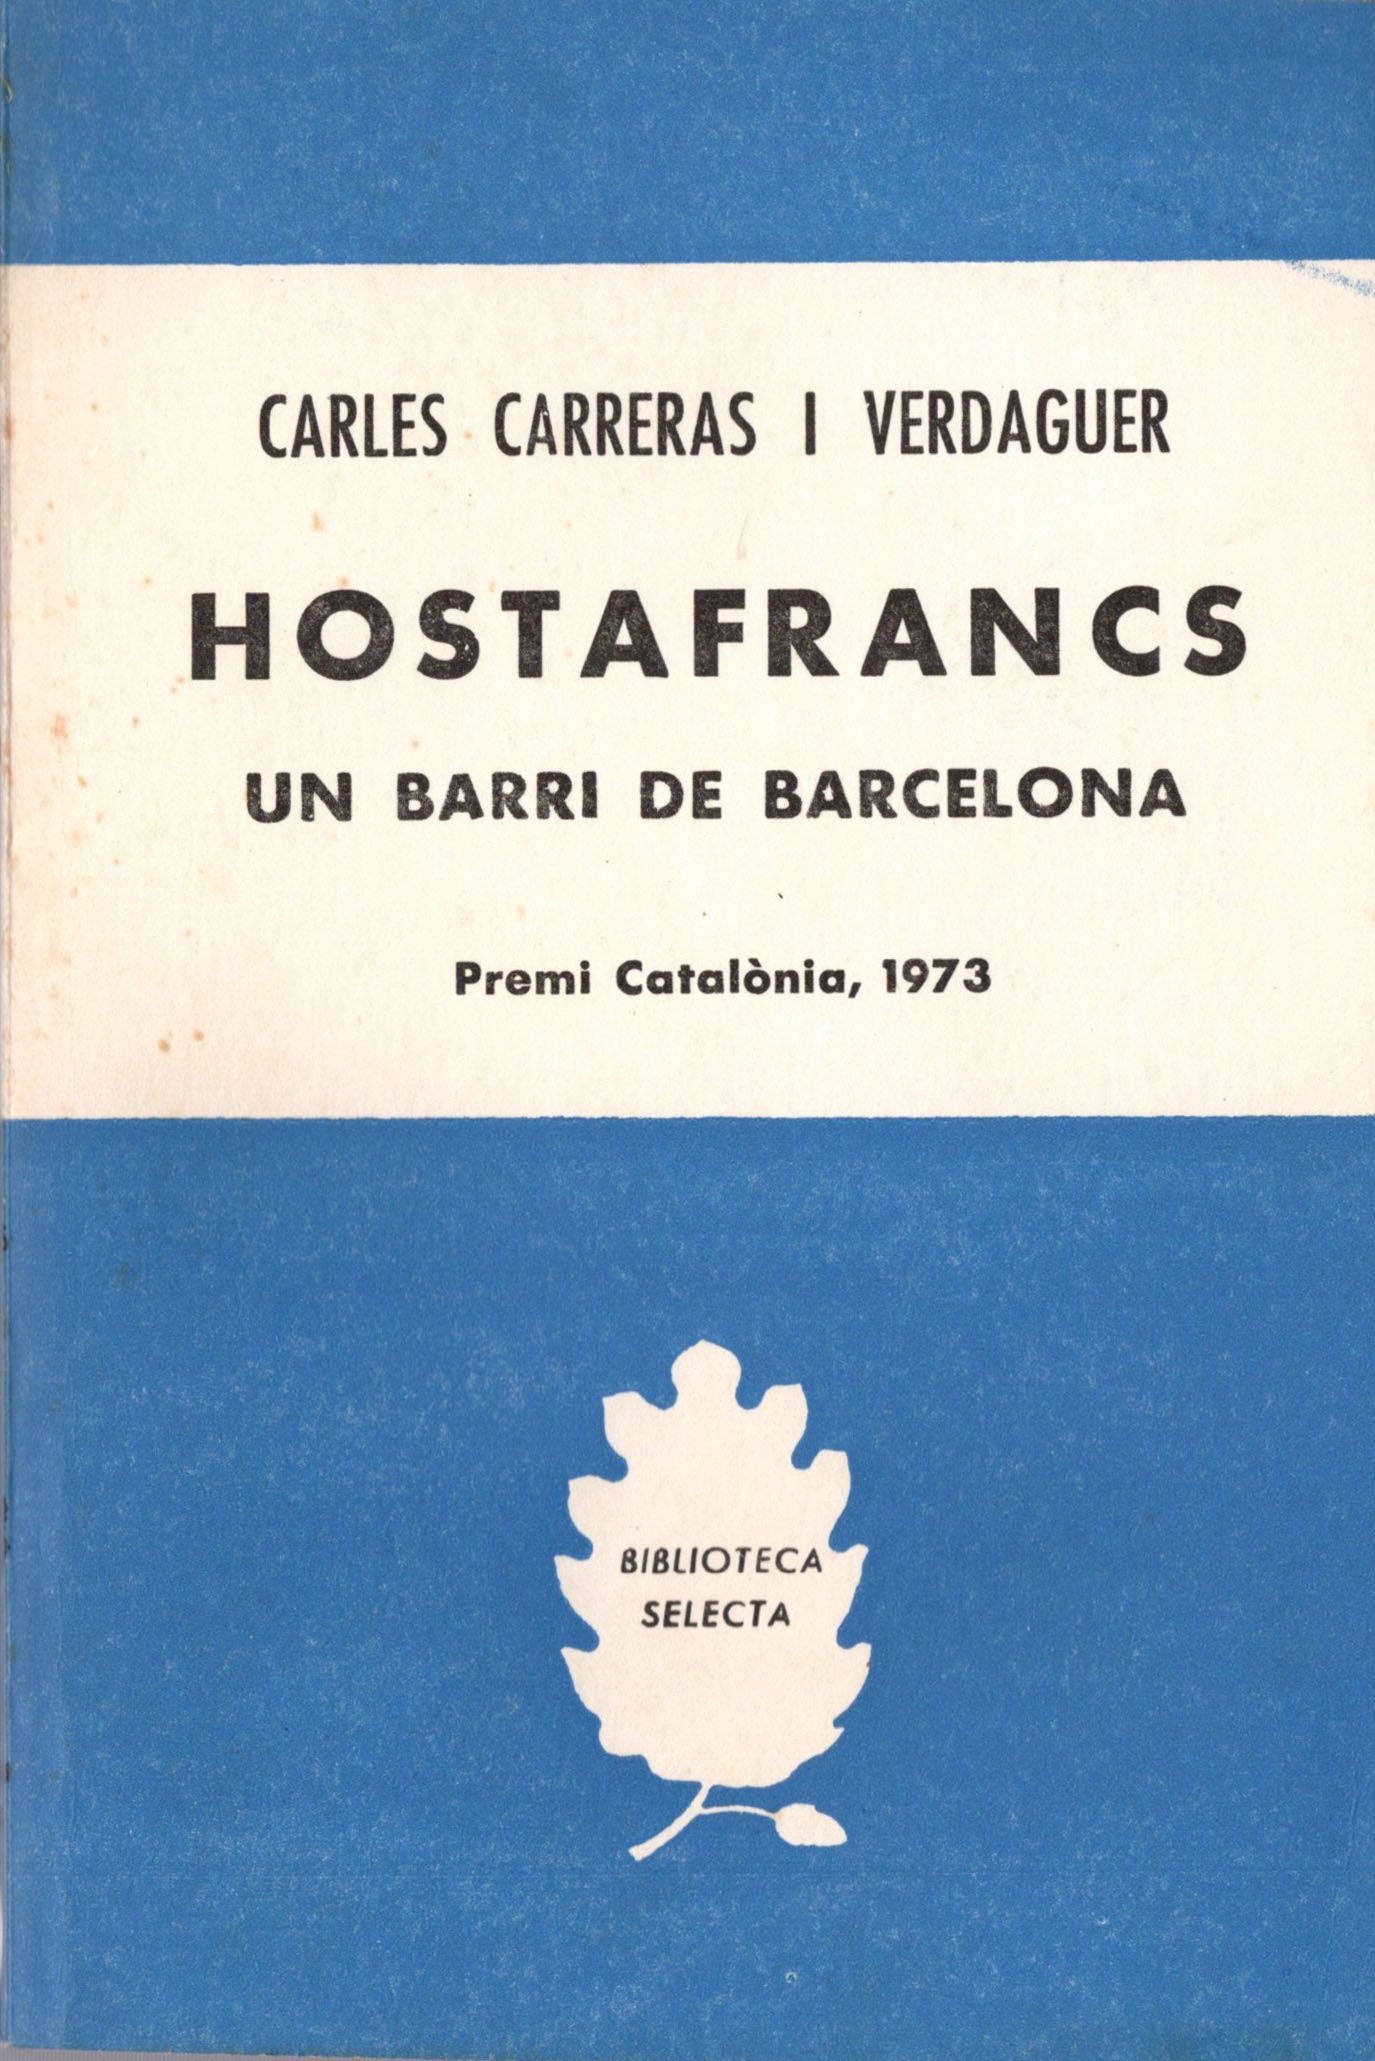 CARLES CARRERAS I VERDAGUER
HOSTAFRANCS
UN BARRI DE BARCELONA
Premi Catalònia, 1973
BIBLIOTECA
SELECTA